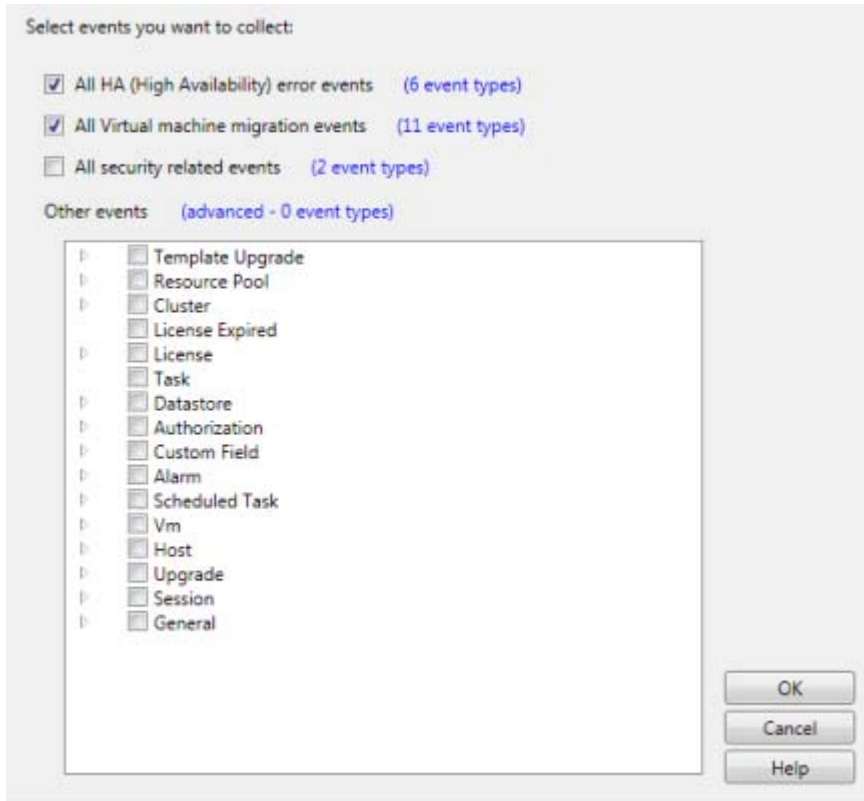 Select events you want to collect:
All HA (High Availability) error events (6 event types)
All Virtual machine migration events (11 event types)
All security related events (2 event types)
Other events (advanced - 0 event types)
Template Upgrade
Resource Pool
Cluster
License Expired
License
Task
Datastore
Authorization
Custom Field
Alarm
Scheduled Task
Vm
Host
Upgrade
Session
General
OK
Cancel
Help